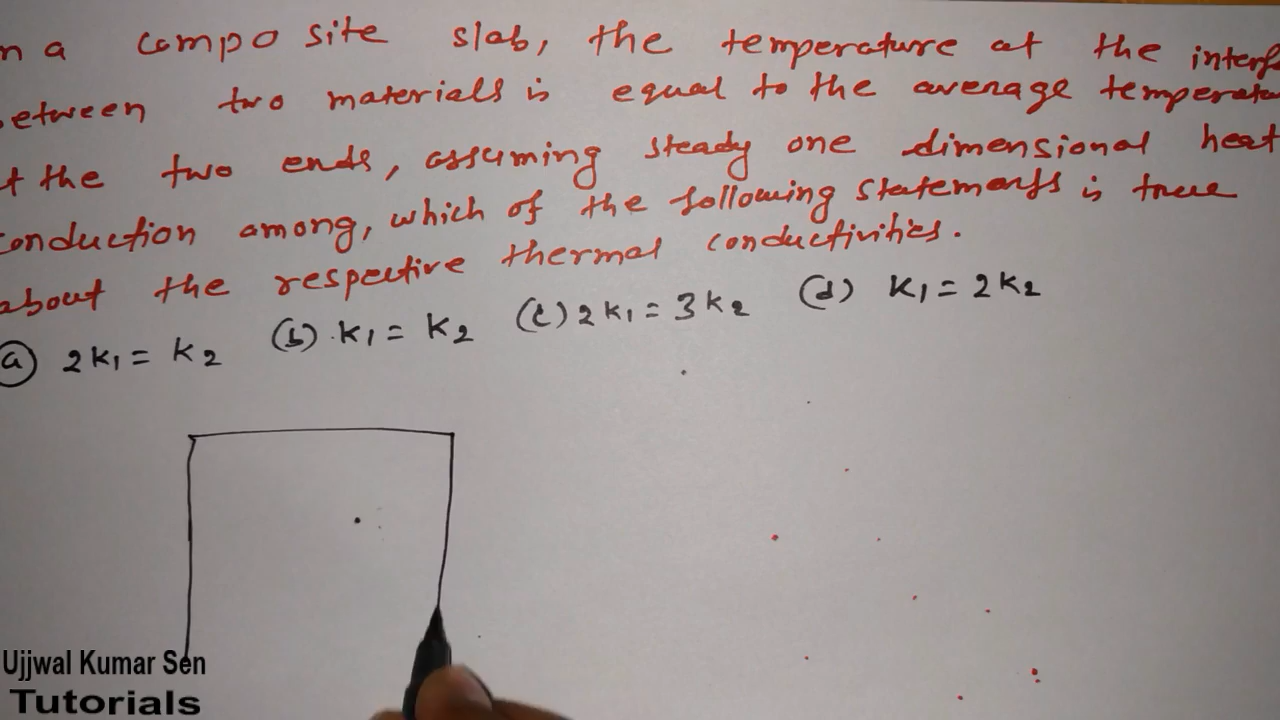 n a composite slab, the temperature at the interf
etween two materials is equal to the average temperatu
t the two ends, assuming steady one dimensional heat
conduction among, which of the following statements is true
about the respective thermal conductivities.
(a) 2K1 = K2 (b) K1 = K2 (c) 2K1 = 3K2 (d) K1 = 2K2
Ujjwal Kumar Sen
Tutorials